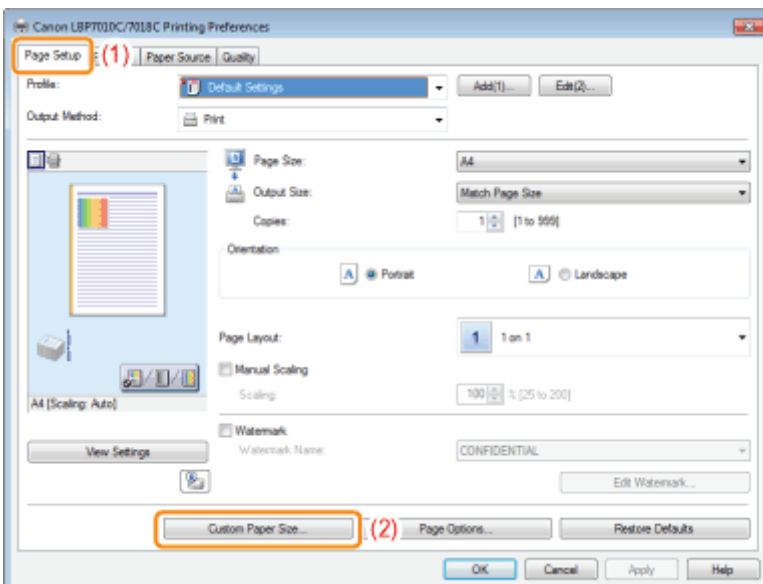 Canon LBP7010C/7018C Printing Preferences
Page Setup (1) Paper Source Quality
Profile: Default Settings Add(1)... Edit(2)...
Output Method: Print
Page Size: A4
Output Size: Match Page Size
Copies: 1 [1 to 999]
Orientation
A Portrait A Landscape
Page Layout: 1 1 on 1
Manual Scaling
Scaling: 100 % [25 to 200]
A4 [Scaling: Auto]
Watermark
View Settings Watermark Name: CONFIDENTIAL
Edit Watermark...
Custom Paper Size... (2) Page Options... Restore Defaults
OK Cancel Apply Help